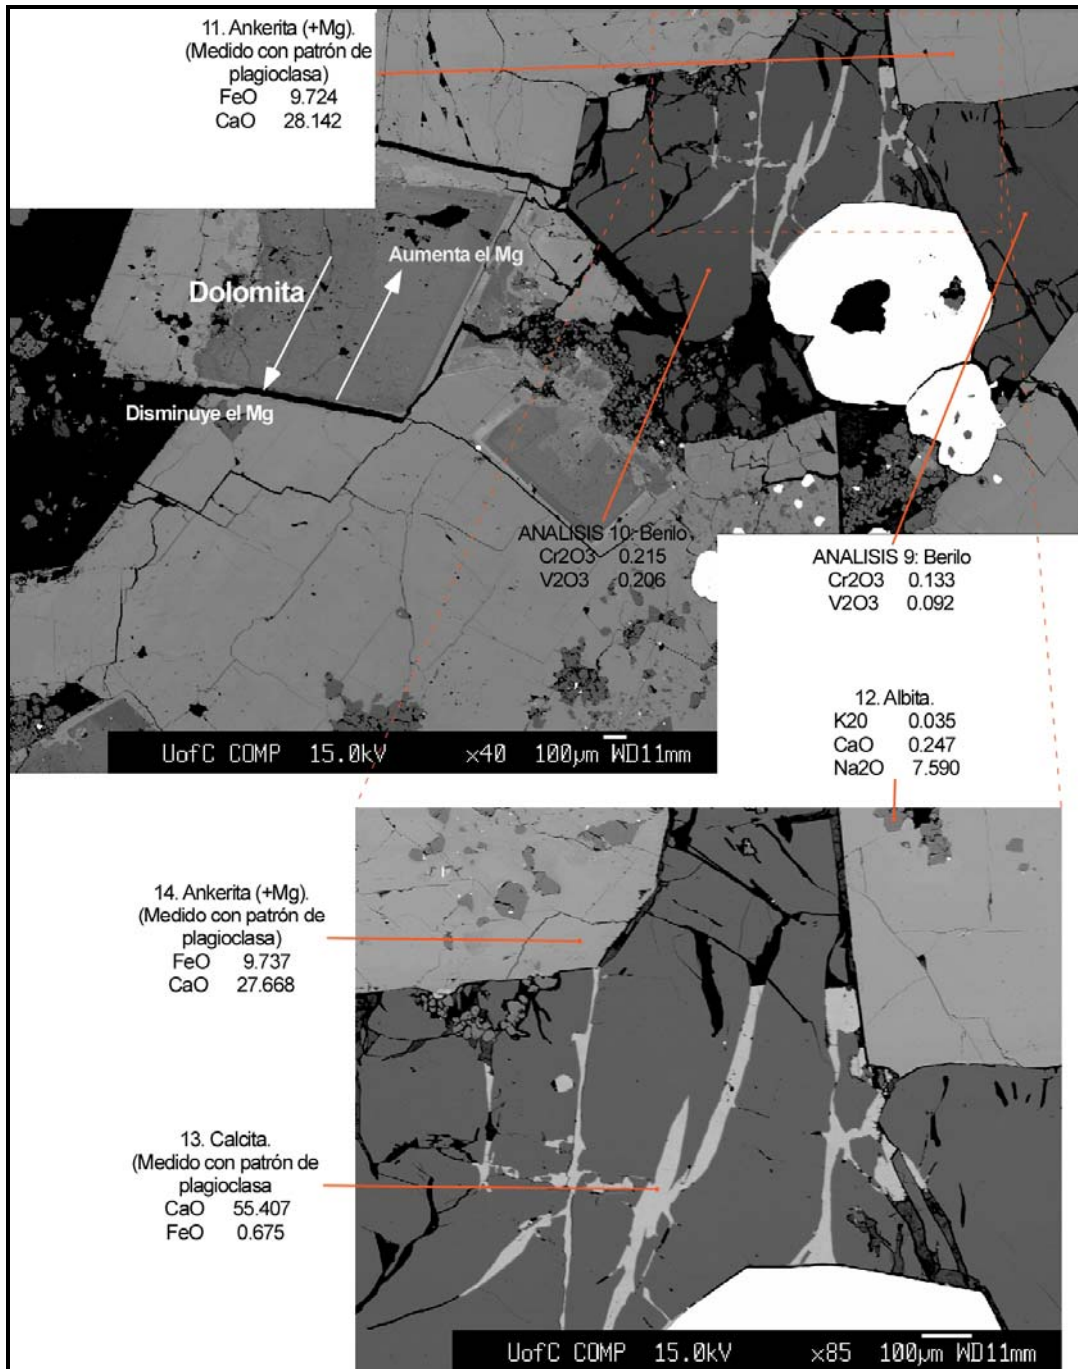 11. Ankerita (+Mg).
(Medido con patrón de
plagioclasa)
FeO 9.724
CaO 28.142
Aumenta el Mg
Dolomita
Disminuye el Mg
ANALISIS 10: Berilo
Cr2O3 0.215
V2O3 0.206
ANALISIS 9: Berilo
Cr2O3 0.133
V2O3 0.092
12. Albita.
K20 0.035
CaO 0.247
Na2O 7.590
UofC COMP 15.0kV x40 100µm WD11mm
14. Ankerita (+Mg).
(Medido con patrón de
plagioclasa)
FeO 9.737
CaO 27.668
13. Calcita.
(Medido con patrón de
plagioclasa
CaO 55.407
FeO 0.675
UofC COMP 15.0kV x85 100µm WD11mm